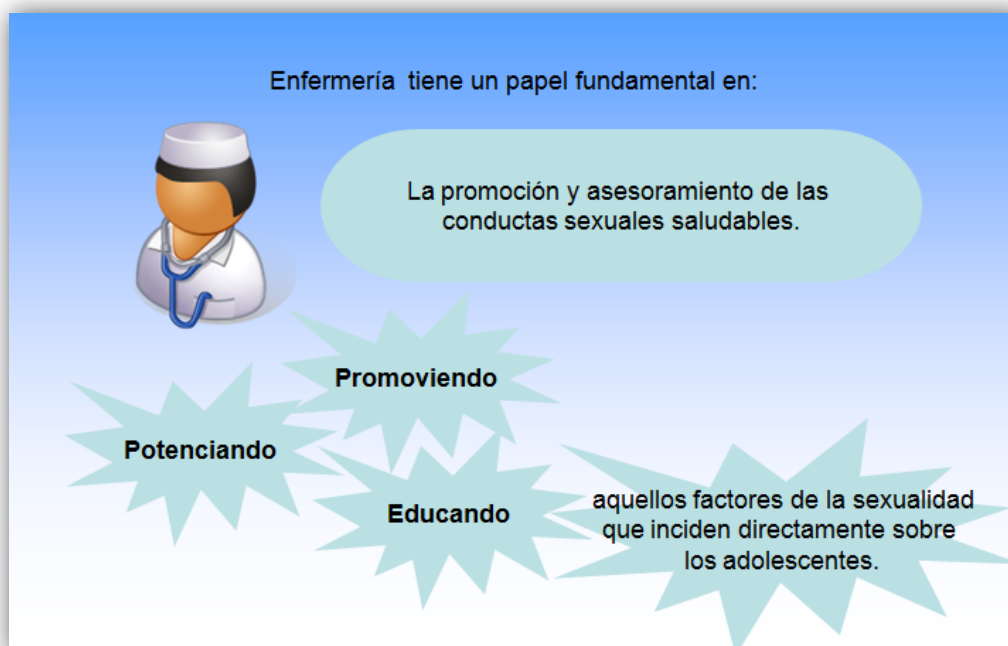 Enfermería tiene un papel fundamental en:
La promoción y asesoramiento de las
conductas sexuales saludables.
Promoviendo
Potenciando
Educando
aquellos factores de la sexualidad
que inciden directamente sobre
los adolescentes.